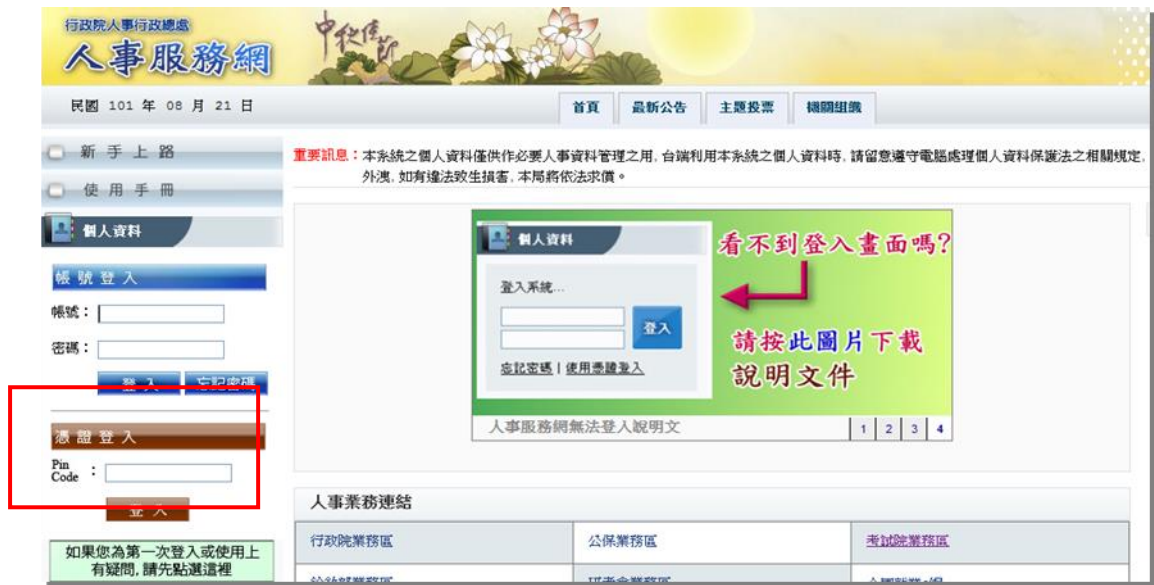 行政院人事行政總處
人事服務網
中秋佳節
民國 101 年 08 月 21 日
首頁 最新公告 主題投票 機關組織
新 手 上 路
使 用 手 冊
重要訊息：本系統之個人資料僅供作必要人事資料管理之用, 台端利用本系統之個人資料時, 請留意遵守電腦處理個人資料保護法之相關規定,
外洩, 如有違法致生損害, 本局將依法求償。
個人資料
帳 號 登 入
帳號：
密碼：
登 入 忘記密碼
憑 證 登 入
Pin
Code ：
登 入
如果您為第一次登入或使用上
有疑問, 請先點選這裡
個人資料
登入系統...
登入
忘記密碼 | 使用憑證登入
看不到登入畫面嗎?
請按此圖片下載
說明文件
人事服務網無法登入說明文
1 2 3 4
人事業務連結
行政院業務區 公保業務區 考試院業務區